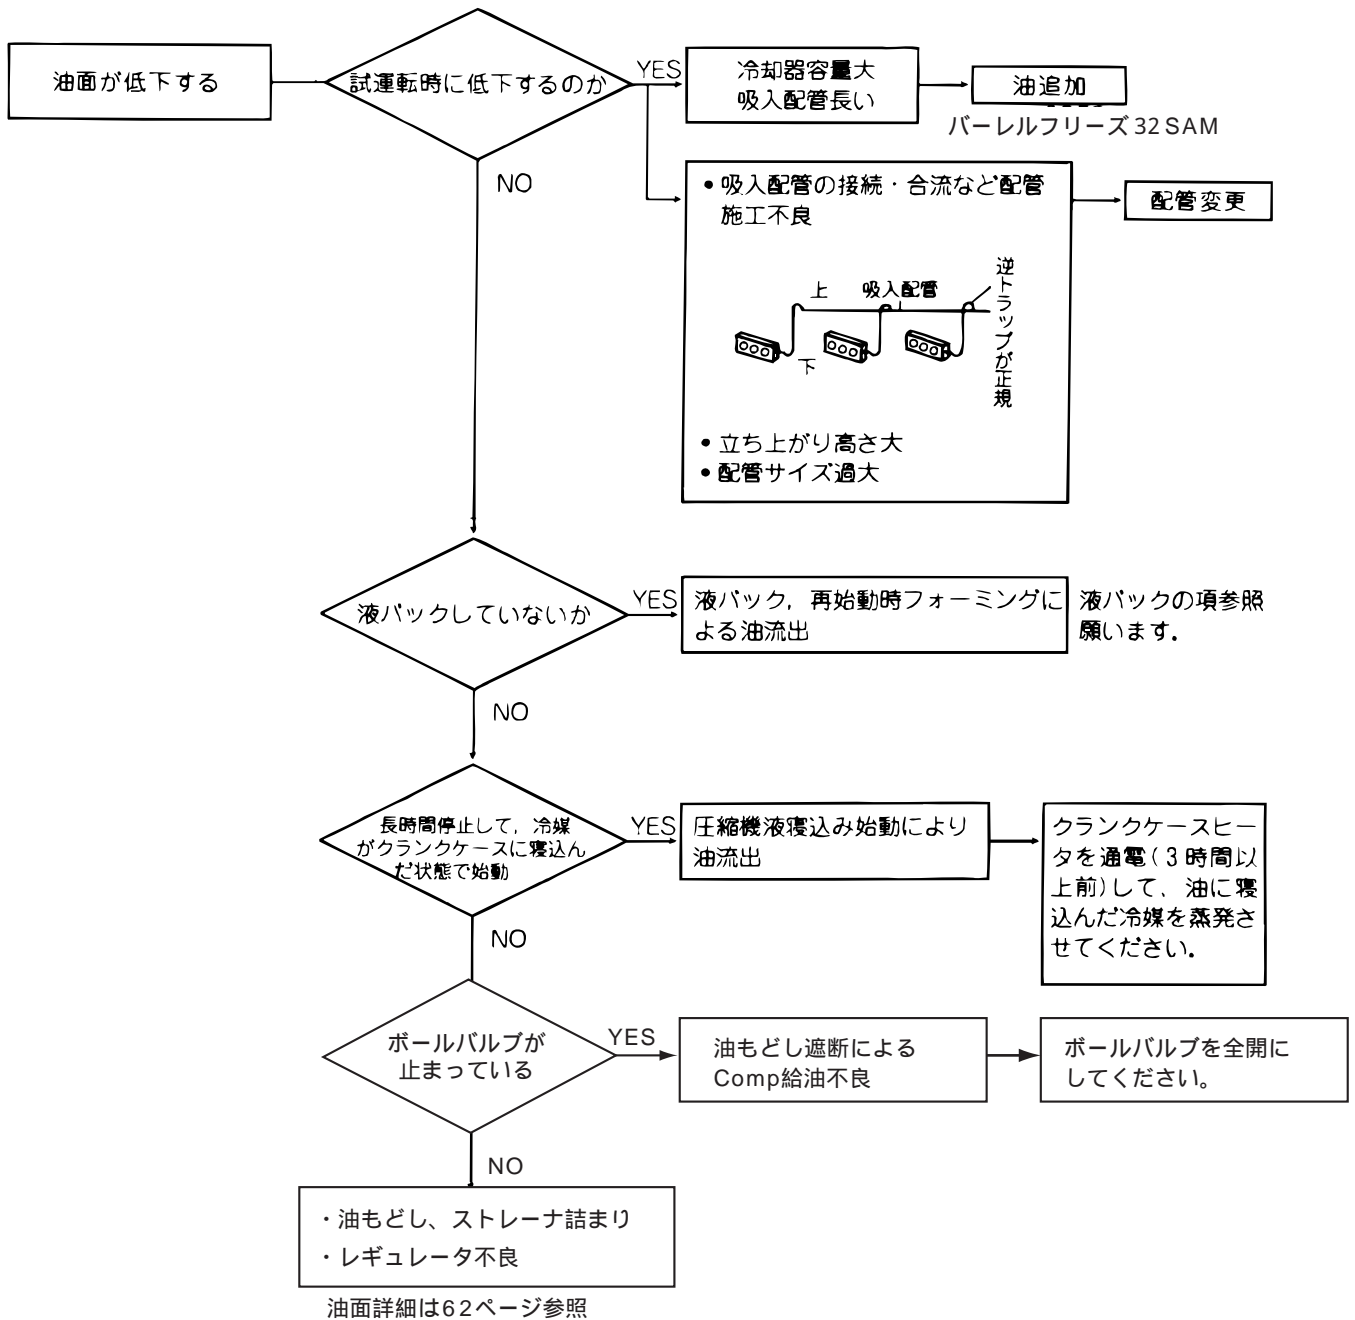 油面が低下する
試運転時に低下するのか
YES
冷却器容量大
吸入配管長い
油追加
バーレルフリーズ32SAM
NO
・吸入配管の接続・合流など配管
施工不良
上 吸入配管
下
逆トラップが正規
・立ち上がり高さ大
・配管サイズ過大
配管変更
液バックしていないか
YES
液バック，再始動時フォーミングに
よる油流出
液バックの項参照
願います．
NO
長時間停止して，冷媒
がクランクケースに寝込ん
だ状態で始動
YES
圧縮機液寝込み始動により
油流出
クランクケースヒー
タを通電(3時間以
上前)して、油に寝
込んだ冷媒を蒸発さ
せてください．
NO
ボールバルブが
止まっている
YES
油もどし遮断による
Comp給油不良
ボールバルブを全開に
してください。
NO
・油もどし、ストレーナ詰まり
・レギュレータ不良
油面詳細は62ページ参照